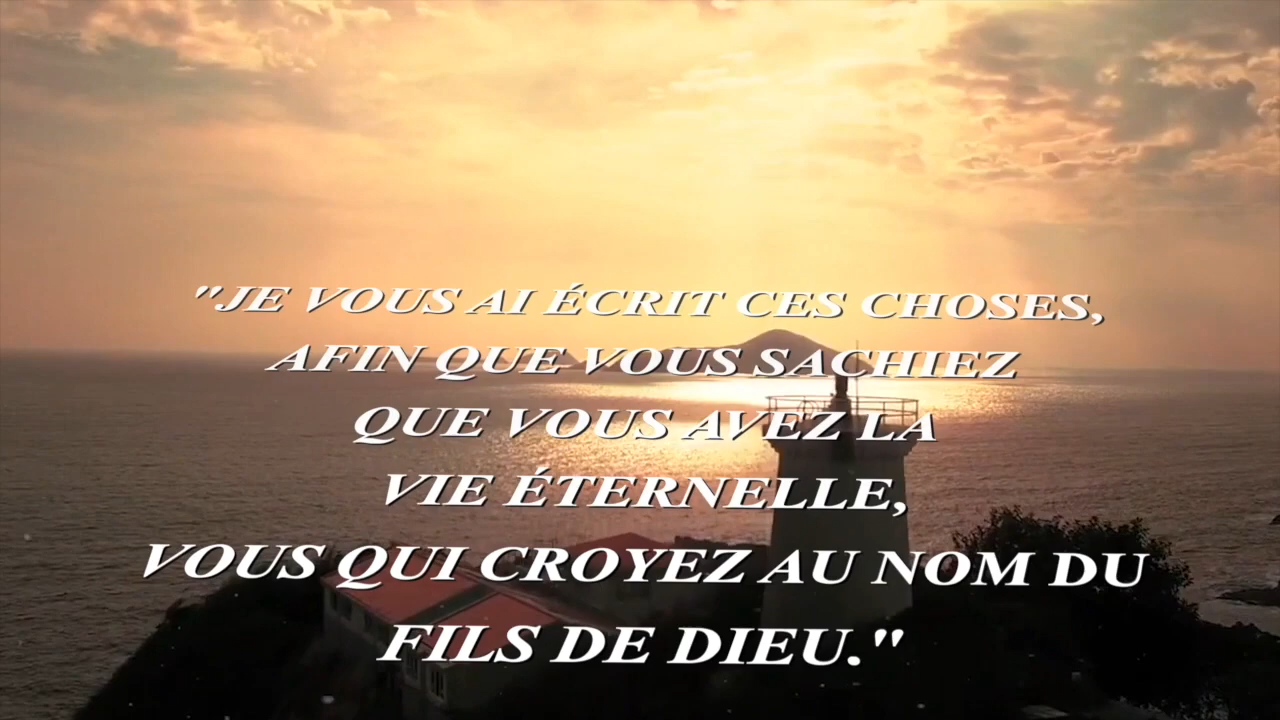 "JE VOUS AI ÉCRIT CES CHOSES,
AFIN QUE VOUS SACHIEZ
QUE VOUS AVEZ LA
VIE ÉTERNELLE,
VOUS QUI CROYEZ AU NOM DU
FILS DE DIEU."